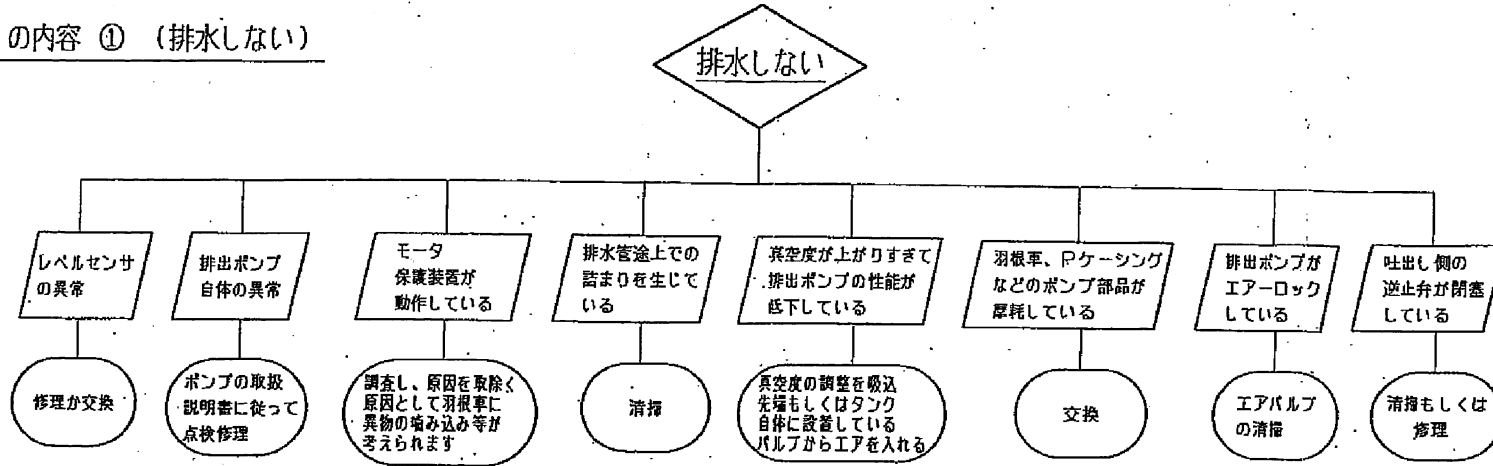 の内容 ① (排水しない)
排水しない
レベルセンサ
の異常
排出ポンプ
自体の異常
モータ
保護装置が
動作している
排水管途上での
詰まりを生じて
いる
真空度が上がりすぎて
排出ポンプの性能が
低下している
羽根車、Pケーシング
などのポンプ部品が
摩耗している
排出ポンプが
エアーロック
している
吐出し側の
逆止弁が閉塞
している
修理か交換
ポンプの取扱
説明書に従って
点検修理
調査し、原因を取除く
原因として羽根車に
異物の噛み込み等が
考えられます
清掃
真空度の調整を吸込
先端もしくはタンク
自体に設置している
バルブからエアを入れる
交換
エアバルブ
の清掃
清掃もしくは
修理